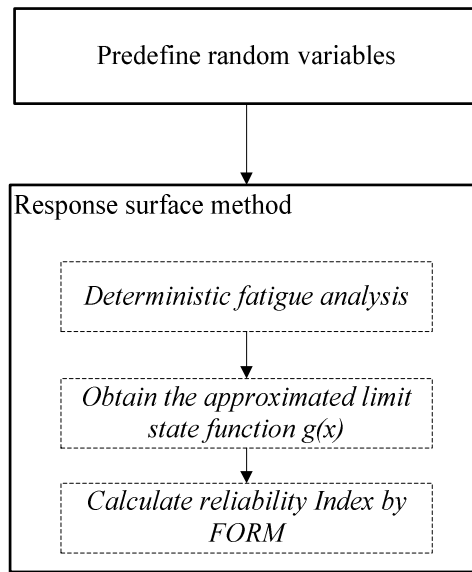 Predefine random variables
Response surface method
Deterministic fatigue analysis
Obtain the approximated limit
state function g(x)
Calculate reliability Index by
FORM